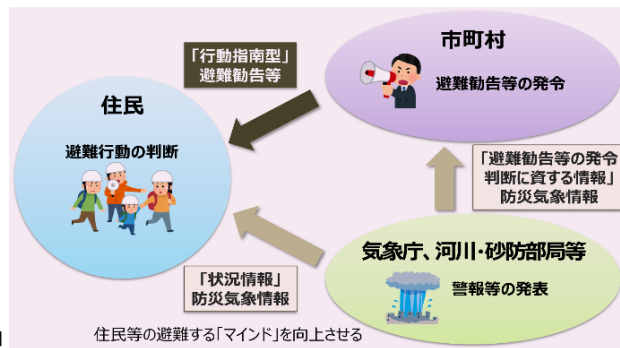 市町村
避難勧告等の発令
「行動指南型」
避難勧告等
住民
避難行動の判断
「避難勧告等の発令
判断に資する情報」
防災気象情報
気象庁、河川・砂防部局等
警報等の発表
「状況情報」
防災気象情報
住民等の避難する「マインド」を向上させる